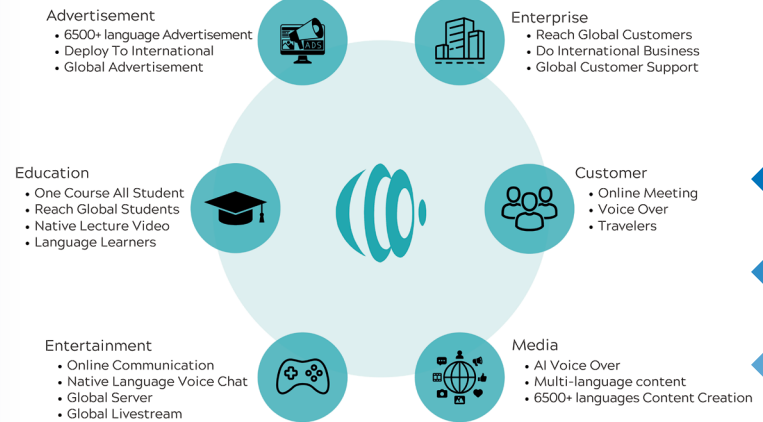 Advertisement
• 6500+ language Advertisement
• Deploy To International
• Global Advertisement
ADS
Enterprise
• Reach Global Customers
• Do International Business
• Global Customer Support
Education
• One Course All Student
• Reach Global Students
• Native Lecture Video
• Language Learners
Customer
• Online Meeting
• Voice Over
• Travelers
Entertainment
• Online Communication
• Native Language Voice Chat
• Global Server
• Global Livestream
Media
• AI Voice Over
• Multi-language content
• 6500+ languages Content Creation